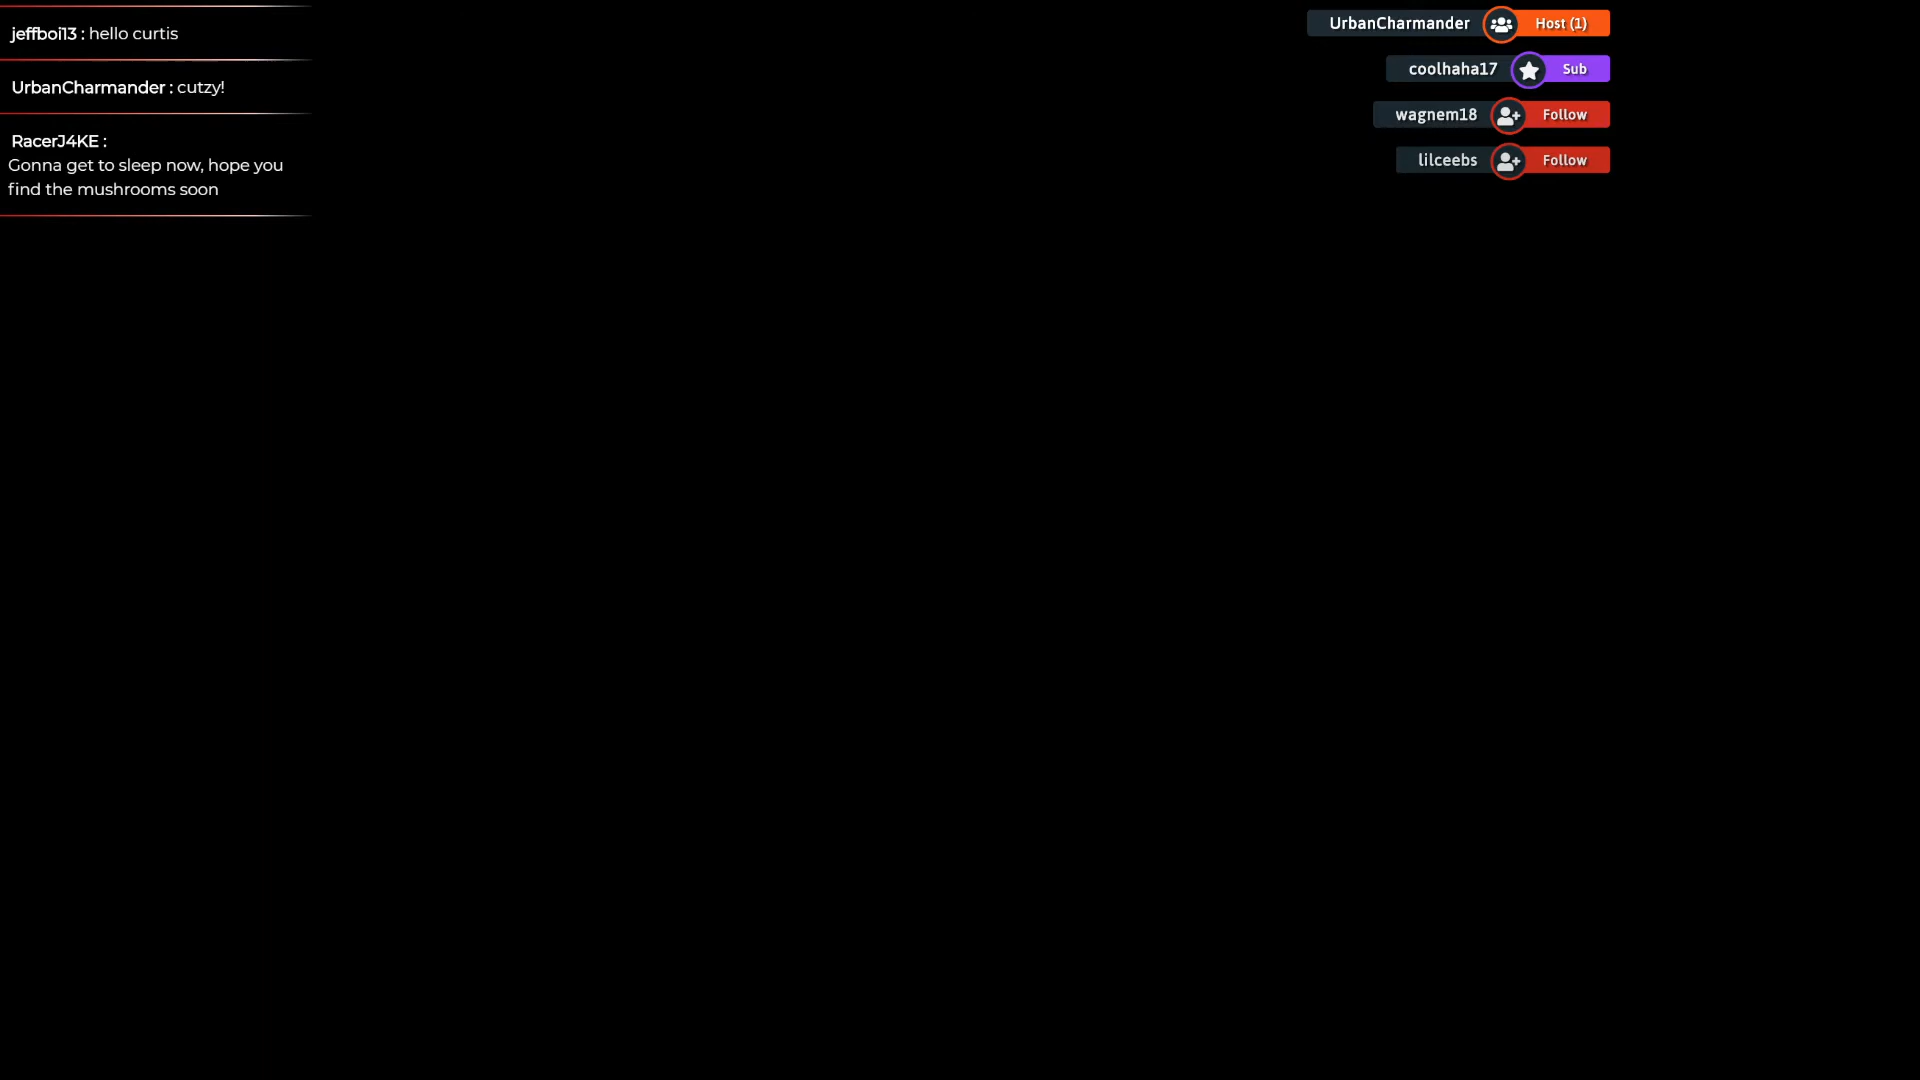 jeffboi13 : hello curtis
UrbanCharmander : cutzy!
RacerJ4KE :
Gonna get to sleep now, hope you
find the mushrooms soon
UrbanCharmander Host (1)
coolhaha17 Sub
wagnem18 Follow
lilceebs Follow